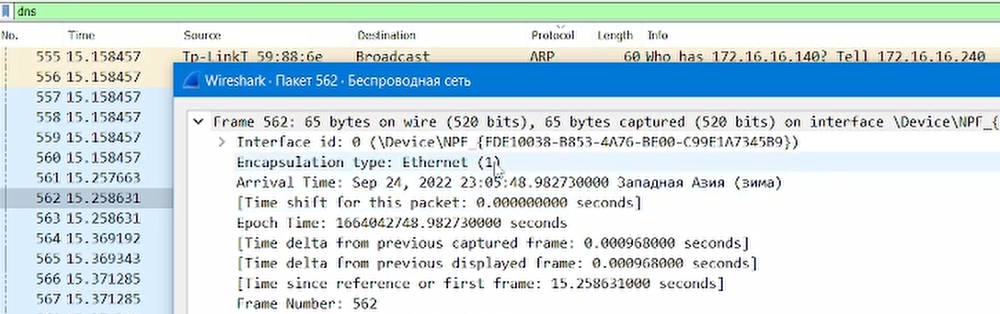 dns
No. Time Source Destination Protocol Length Info
555 15.158457 Tp-LinkT_59:88:6e Broadcast ARP 60 Who has 172.16.16.140? Tell 172.16.16.240
556 15.158457
Wireshark · Пакет 562 · Беспроводная сеть
557 15.158457
558 15.158457
559 15.158457
560 15.158457
561 15.257663
562 15.258631
563 15.258631
564 15.369192
565 15.369343
566 15.371285
567 15.371285
Frame 562: 65 bytes on wire (520 bits), 65 bytes captured (520 bits) on interface \Device\NPF_{
Interface id: 0 (\Device\NPF_{FDE10038-B853-4A76-BE00-C99E1A7345B9})
Encapsulation type: Ethernet (1)
Arrival Time: Sep 24, 2022 23:05:48.982730000 Западная Азия (зима)
[Time shift for this packet: 0.000000000 seconds]
Epoch Time: 1664042748.982730000 seconds
[Time delta from previous captured frame: 0.000968000 seconds]
[Time delta from previous displayed frame: 0.000968000 seconds]
[Time since reference or first frame: 15.258631000 seconds]
Frame Number: 562